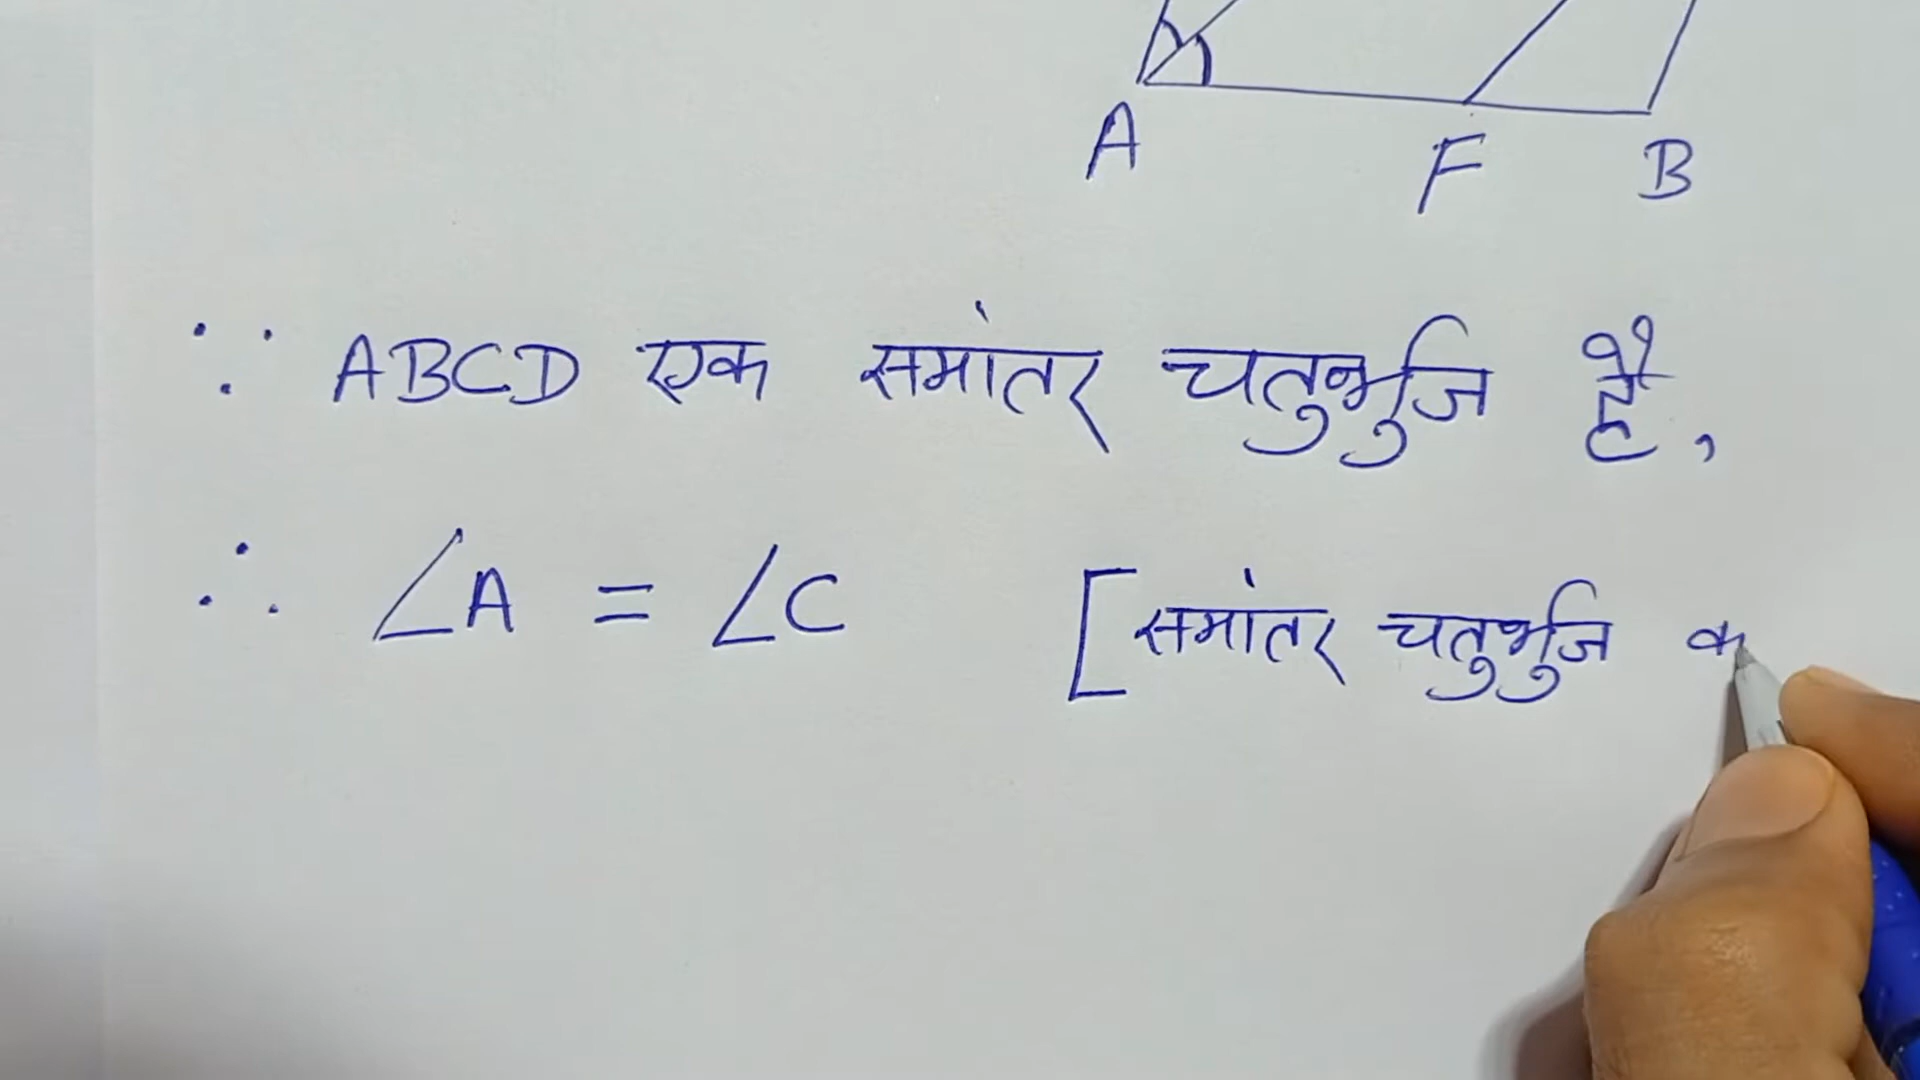 A F B
∵ ABCD एक समांतर चतुर्भुज है,
∴ ∠A = ∠C [समांतर चतुर्भुज क